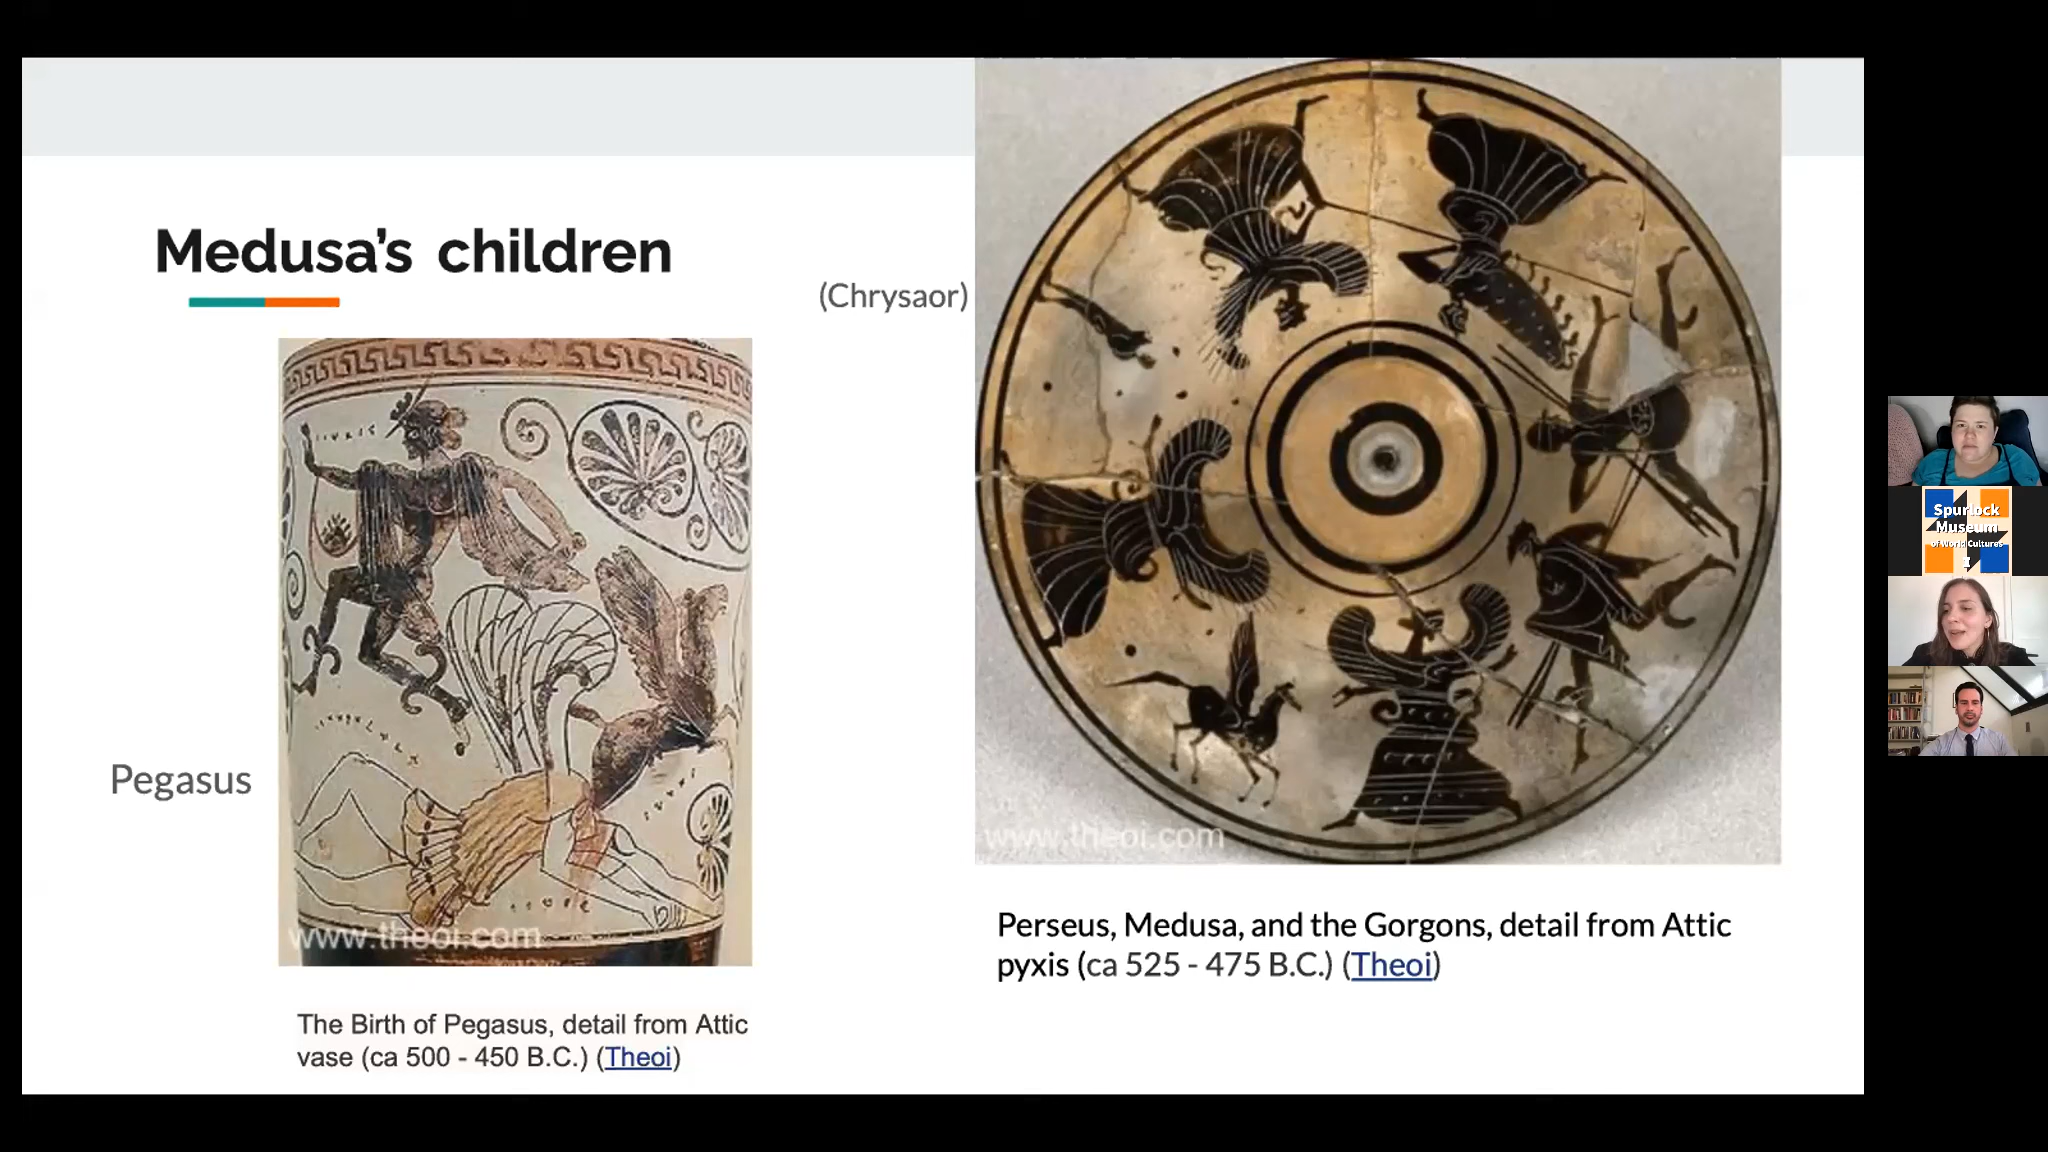 Medusa’s children
(Chrysaor)
Pegasus
www.theoi.com
The Birth of Pegasus, detail from Attic
vase (ca 500 - 450 B.C.) (Theoi)
www.theoi.com
Perseus, Medusa, and the Gorgons, detail from Attic
pyxis (ca 525 - 475 B.C.) (Theoi)
Spurlock
Museum
of World Cultures